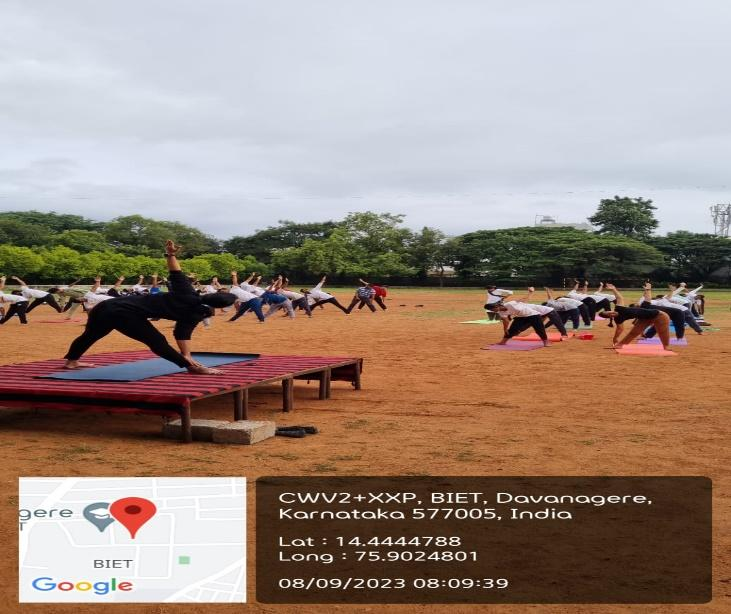 CWV2+XXP, BIET, Davanagere,
Karnataka 577005, India
Lat : 14.4444788
Long : 75.9024801
08/09/2023 08:09:39
gere
BIET
Google